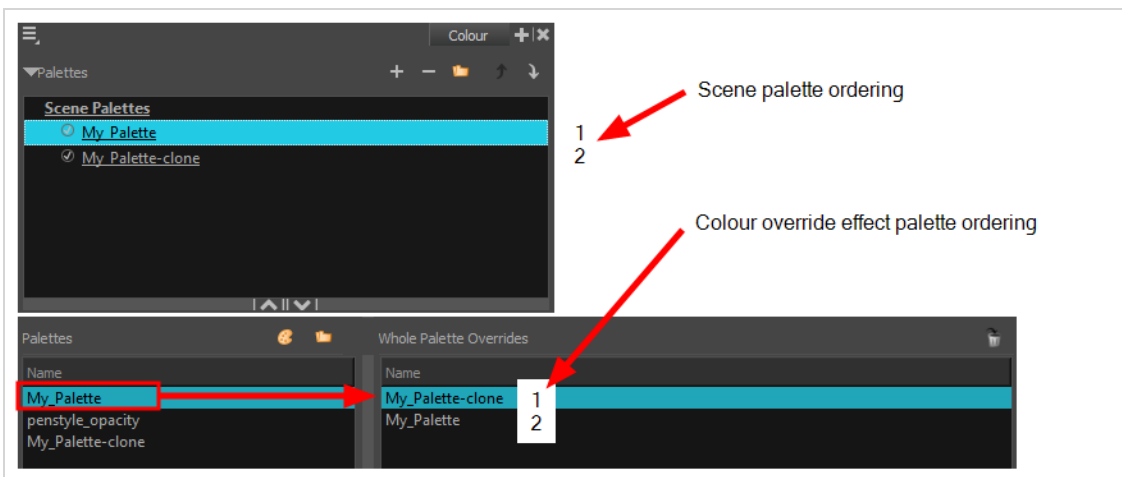 Colour
Palettes
Scene Palettes
My_Palette
My_Palette-clone
Scene palette ordering
1
2
Colour override effect palette ordering
Palettes
Whole Palette Overrides
Name
Name
My_Palette
My_Palette-clone
1
penstyle_opacity
My_Palette
2
My_Palette-clone